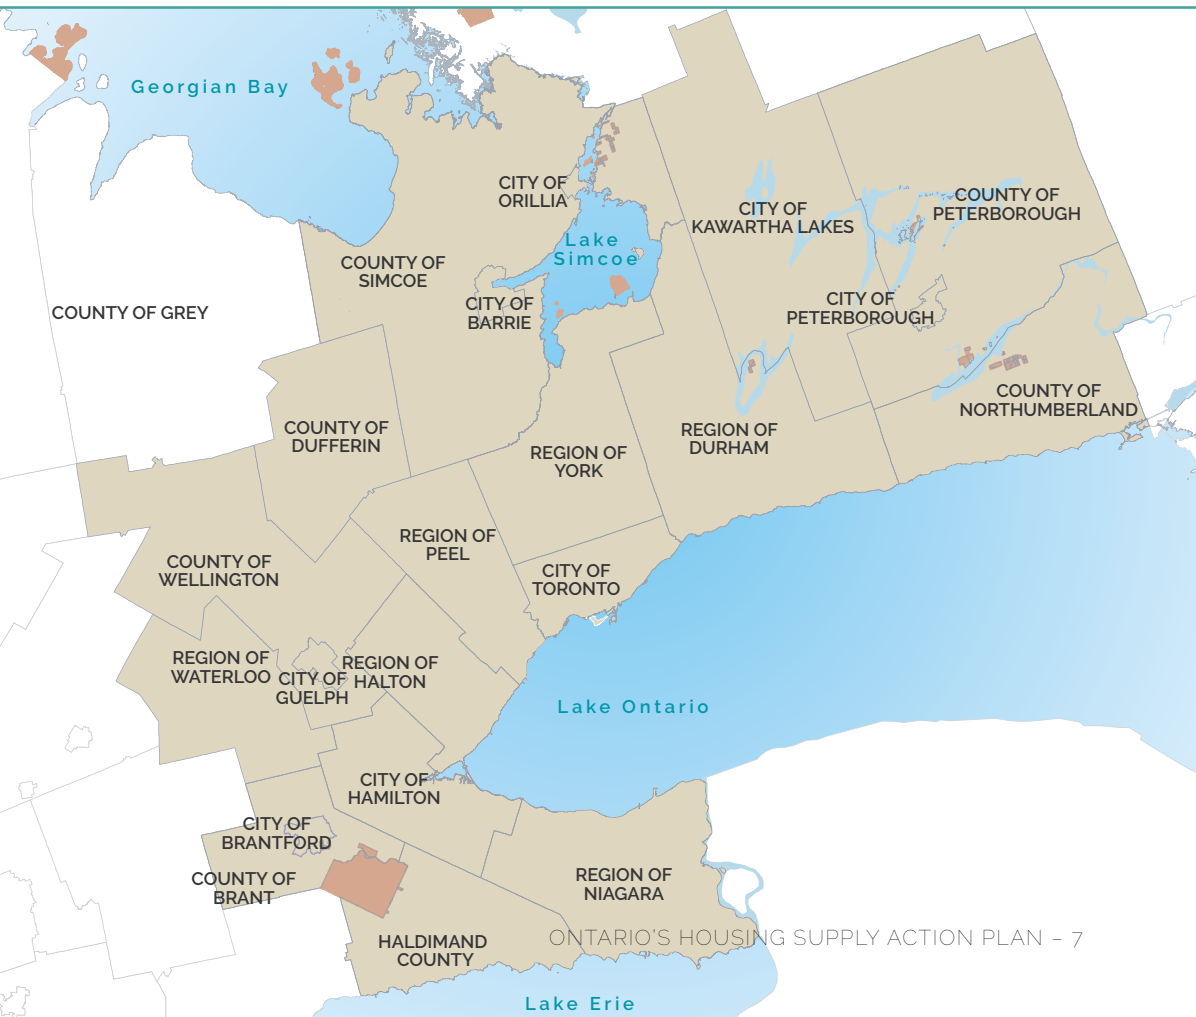 Georgian Bay
CITY OF
ORILLIA
COUNTY OF
PETERBOROUGH
CITY OF
KAWARTHA LAKES
Lake
Simcoe
COUNTY OF
SIMCOE
COUNTY OF GREY
CITY OF
BARRIE
CITY OF
PETERBOROUGH
COUNTY OF
NORTHUMBERLAND
COUNTY OF
DUFFERIN
REGION OF
DURHAM
REGION OF
YORK
REGION OF
PEEL
COUNTY OF
WELLINGTON
CITY OF
TORONTO
REGION OF
WATERLOO
CITY OF
GUELPH
REGION OF
HALTON
Lake Ontario
CITY OF
HAMILTON
CITY OF
BRANTFORD
COUNTY OF
BRANT
REGION OF
NIAGARA
HALDIMAND
COUNTY
ONTARIO'S HOUSING SUPPLY ACTION PLAN – 7
Lake Erie